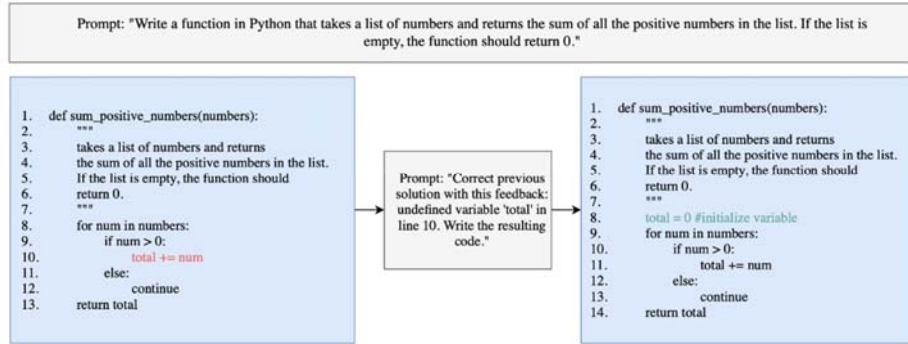 Prompt: "Write a function in Python that takes a list of numbers and returns the sum of all the positive numbers in the list. If the list is
empty, the function should return 0."
1. def sum_positive_numbers(numbers):
2. """
3. takes a list of numbers and returns
4. the sum of all the positive numbers in the list.
5. If the list is empty, the function should
6. return 0.
7. """
8. for num in numbers:
9. if num > 0:
10. total += num
11. else:
12. continue
13. return total
Prompt: "Correct previous
solution with this feedback:
undefined variable 'total' in
line 10. Write the resulting
code."
1. def sum_positive_numbers(numbers):
2. """
3. takes a list of numbers and returns
4. the sum of all the positive numbers in the list.
5. If the list is empty, the function should
6. return 0.
7. """
8. total = 0 #initialize variable
9. for num in numbers:
10. if num > 0:
11. total += num
12. else:
13. continue
14. return total